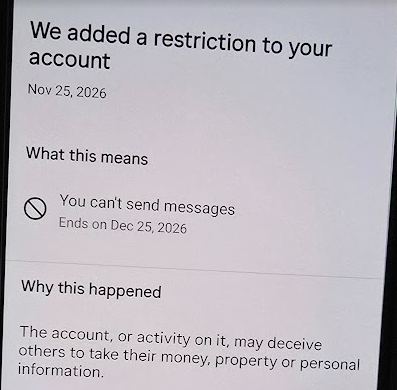 We added a restriction to your
account
Nov 25, 2026
What this means
You can't send messages
Ends on Dec 25, 2026
Why this happened
The account, or activity on it, may deceive
others to take their money, property or personal
information.